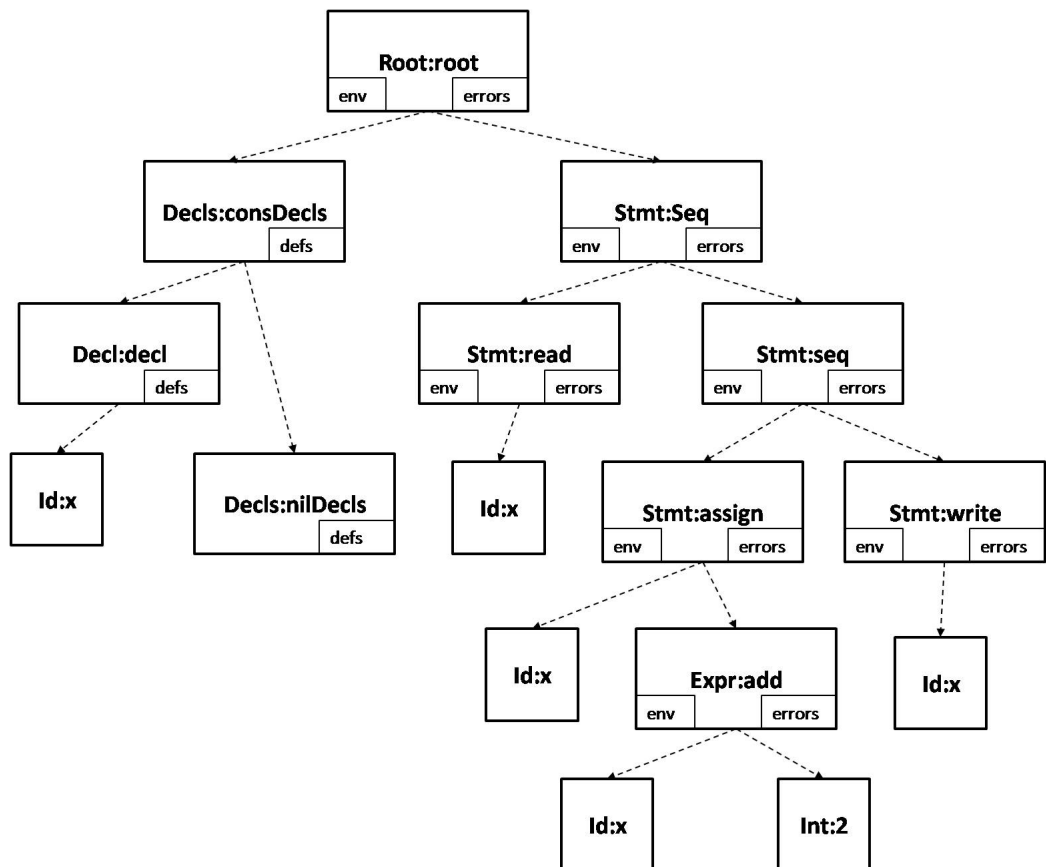 Root:root
env errors
Decls:consDecls
defs
Stmt:Seq
env errors
Decl:decl
defs
Stmt:read
env errors
Stmt:seq
env errors
Id:x
Decls:nilDecls
defs
Id:x
Stmt:assign
env errors
Stmt:write
env errors
Id:x
Expr:add
env errors
Id:x
Id:x
Int:2